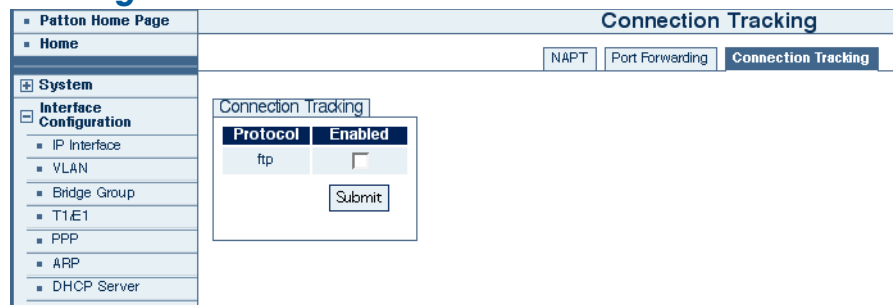 Patton Home Page
Home
System
Interface
Configuration
IP Interface
VLAN
Bridge Group
T1/E1
PPP
ARP
DHCP Server
Connection Tracking
NAPT Port Forwarding Connection Tracking
Connection Tracking
Protocol Enabled
ftp
Submit